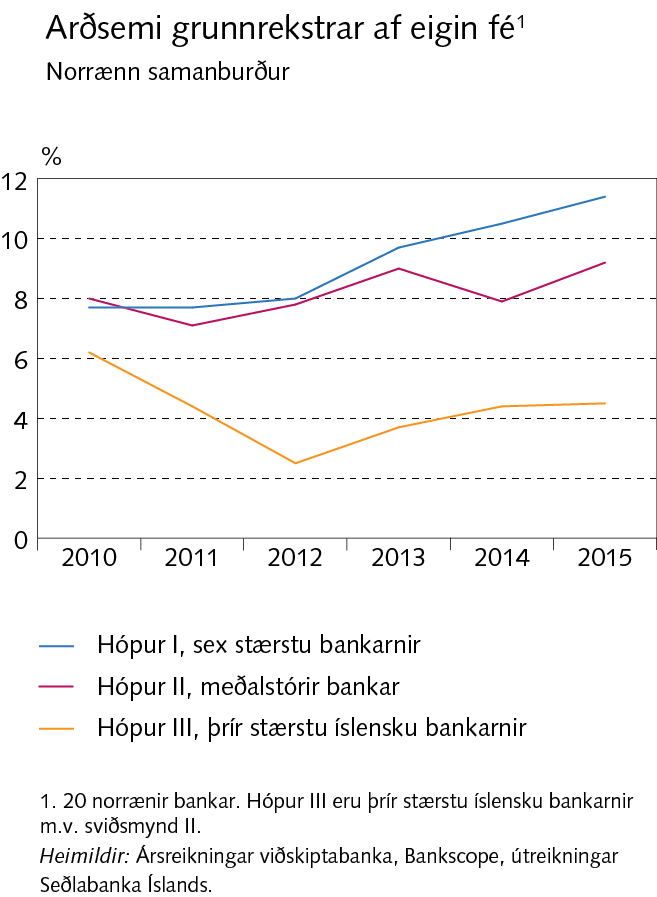 Arðsemi grunnrekstrar af eigin fé¹
Norrænn samanburður
%
12
10
8
6
4
2
0
2010 2011 2012 2013 2014 2015
Hópur I, sex stærstu bankarnir
Hópur II, meðalstórir bankar
Hópur III, þrír stærstu íslensku bankarnir
1. 20 norrænir bankar. Hópur III eru þrír stærstu íslensku bankarnir
m.v. sviðsmynd II.
Heimildir: Ársreikningar viðskiptabanka, Bankscope, útreikningar
Seðlabanka Íslands.